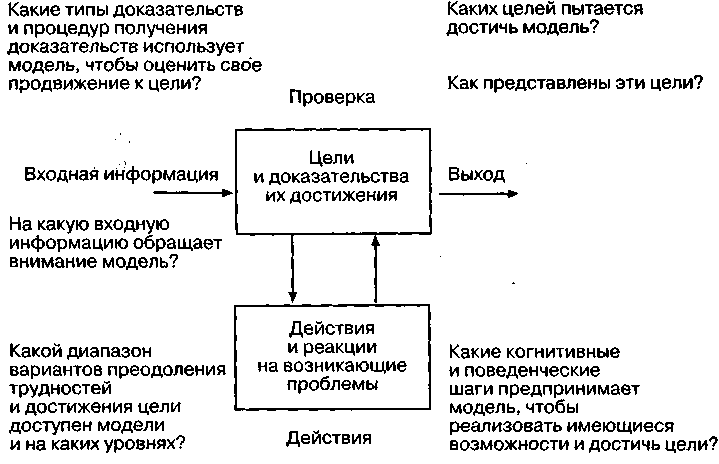 Какие типы доказательств
и процедур получения
доказательств использует
модель, чтобы оценить свое
продвижение к цели?
Каких целей пытается
достичь модель?
Как представлены эти цели?
Проверка
Входная информация
Цели
и доказательства
их достижения
Выход
На какую входную
информацию обращает
внимание модель?
Действия
и реакции
на возникающие
проблемы
Какой диапазон
вариантов преодоления
трудностей
и достижения цели
доступен модели
и на каких уровнях?
Действия
Какие когнитивные
и поведенческие
шаги предпринимает
модель, чтобы
реализовать имеющиеся
возможности и достичь цели?